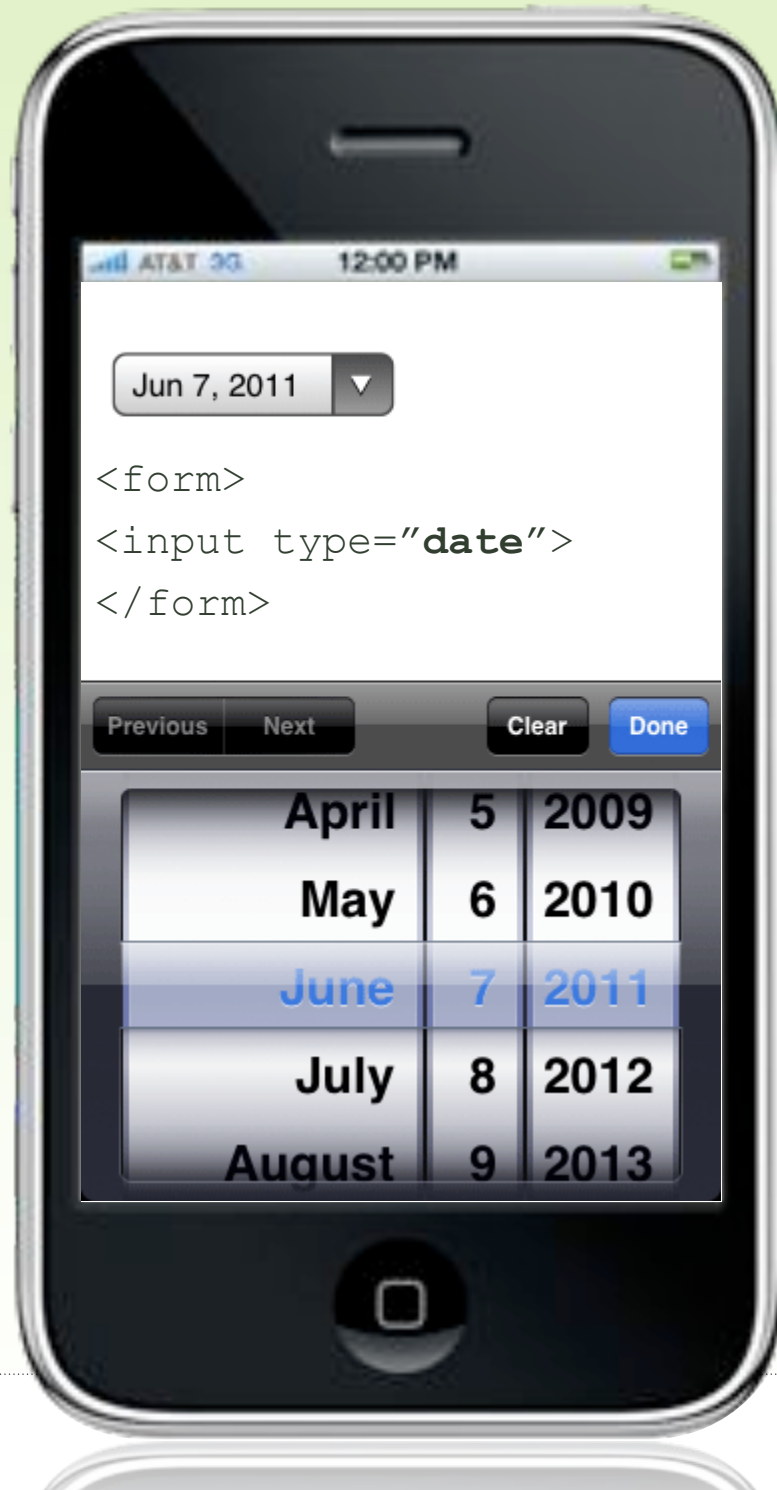 AT&T 3G 12:00 PM
Jun 7, 2011
<form>
<input type=”date”>
</form>
Previous Next Clear Done
April 5 2009
May 6 2010
June 7 2011
July 8 2012
August 9 2013